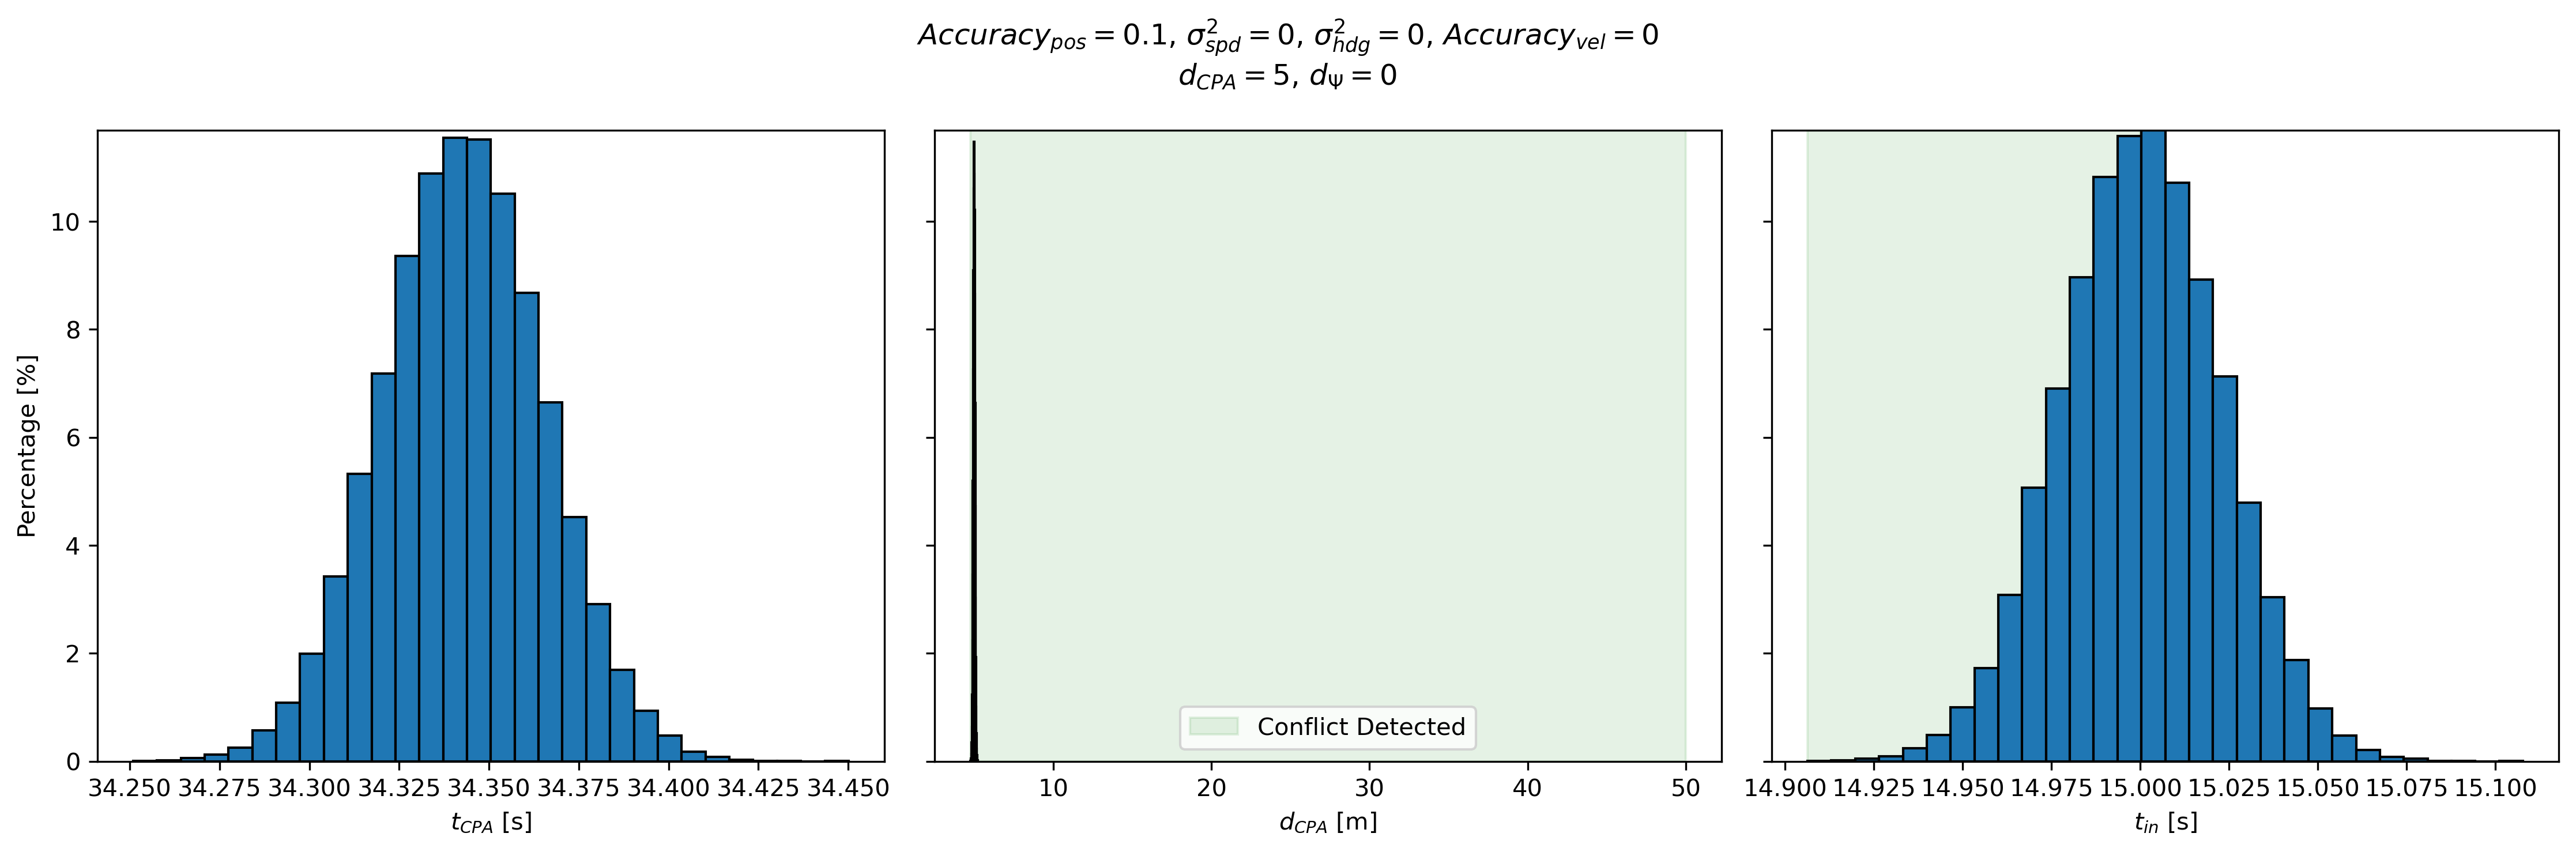 Accuracy_pos = 0.1, σ²_spd = 0, σ²_hdg = 0, Accuracy_vel = 0
d_CPA = 5, d_Ψ = 0
Percentage [%]
10
8
6
4
2
0
34.250 34.275 34.300 34.325 34.350 34.375 34.400 34.425 34.450
t_CPA [s]
Conflict Detected
10 20 30 40 50
d_CPA [m]
14.900 14.925 14.950 14.975 15.000 15.025 15.050 15.075 15.100
t_in [s]